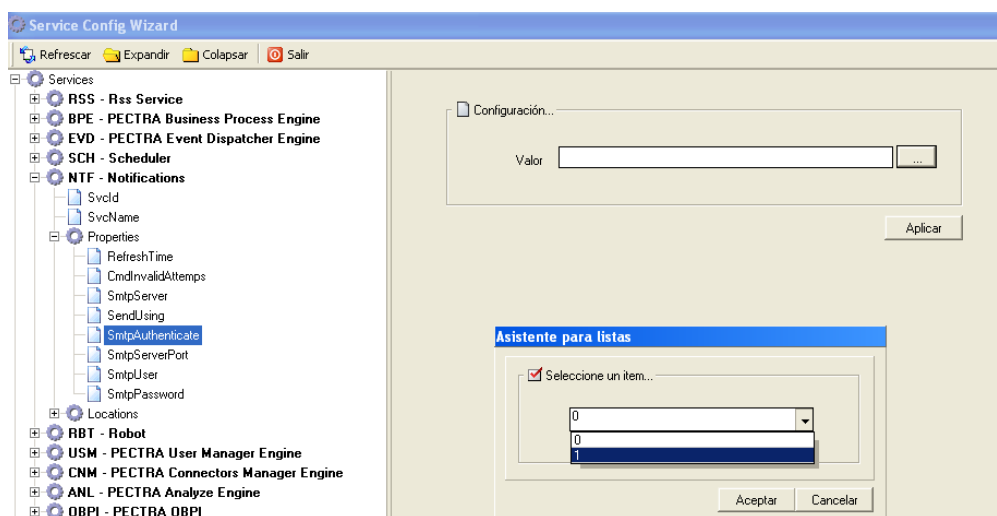 Service Config Wizard
Refrescar Expandir Colapsar Salir
Services
RSS - Rss Service
BPE - PECTRA Business Process Engine
EVD - PECTRA Event Dispatcher Engine
SCH - Scheduler
NTF - Notifications
SvcId
SvcName
Properties
RefreshTime
CmdInvalidAttemps
SmtpServer
SendUsing
SmtpAuthenticate
SmtpServerPort
SmtpUser
SmtpPassword
Locations
RBT - Robot
USM - PECTRA User Manager Engine
CNM - PECTRA Connectors Manager Engine
ANL - PECTRA Analyze Engine
OBPI - PECTRA OBPI
Configuración...
Valor ...
Aplicar
Asistente para listas
Seleccione un item...
0
0
1
Aceptar Cancelar